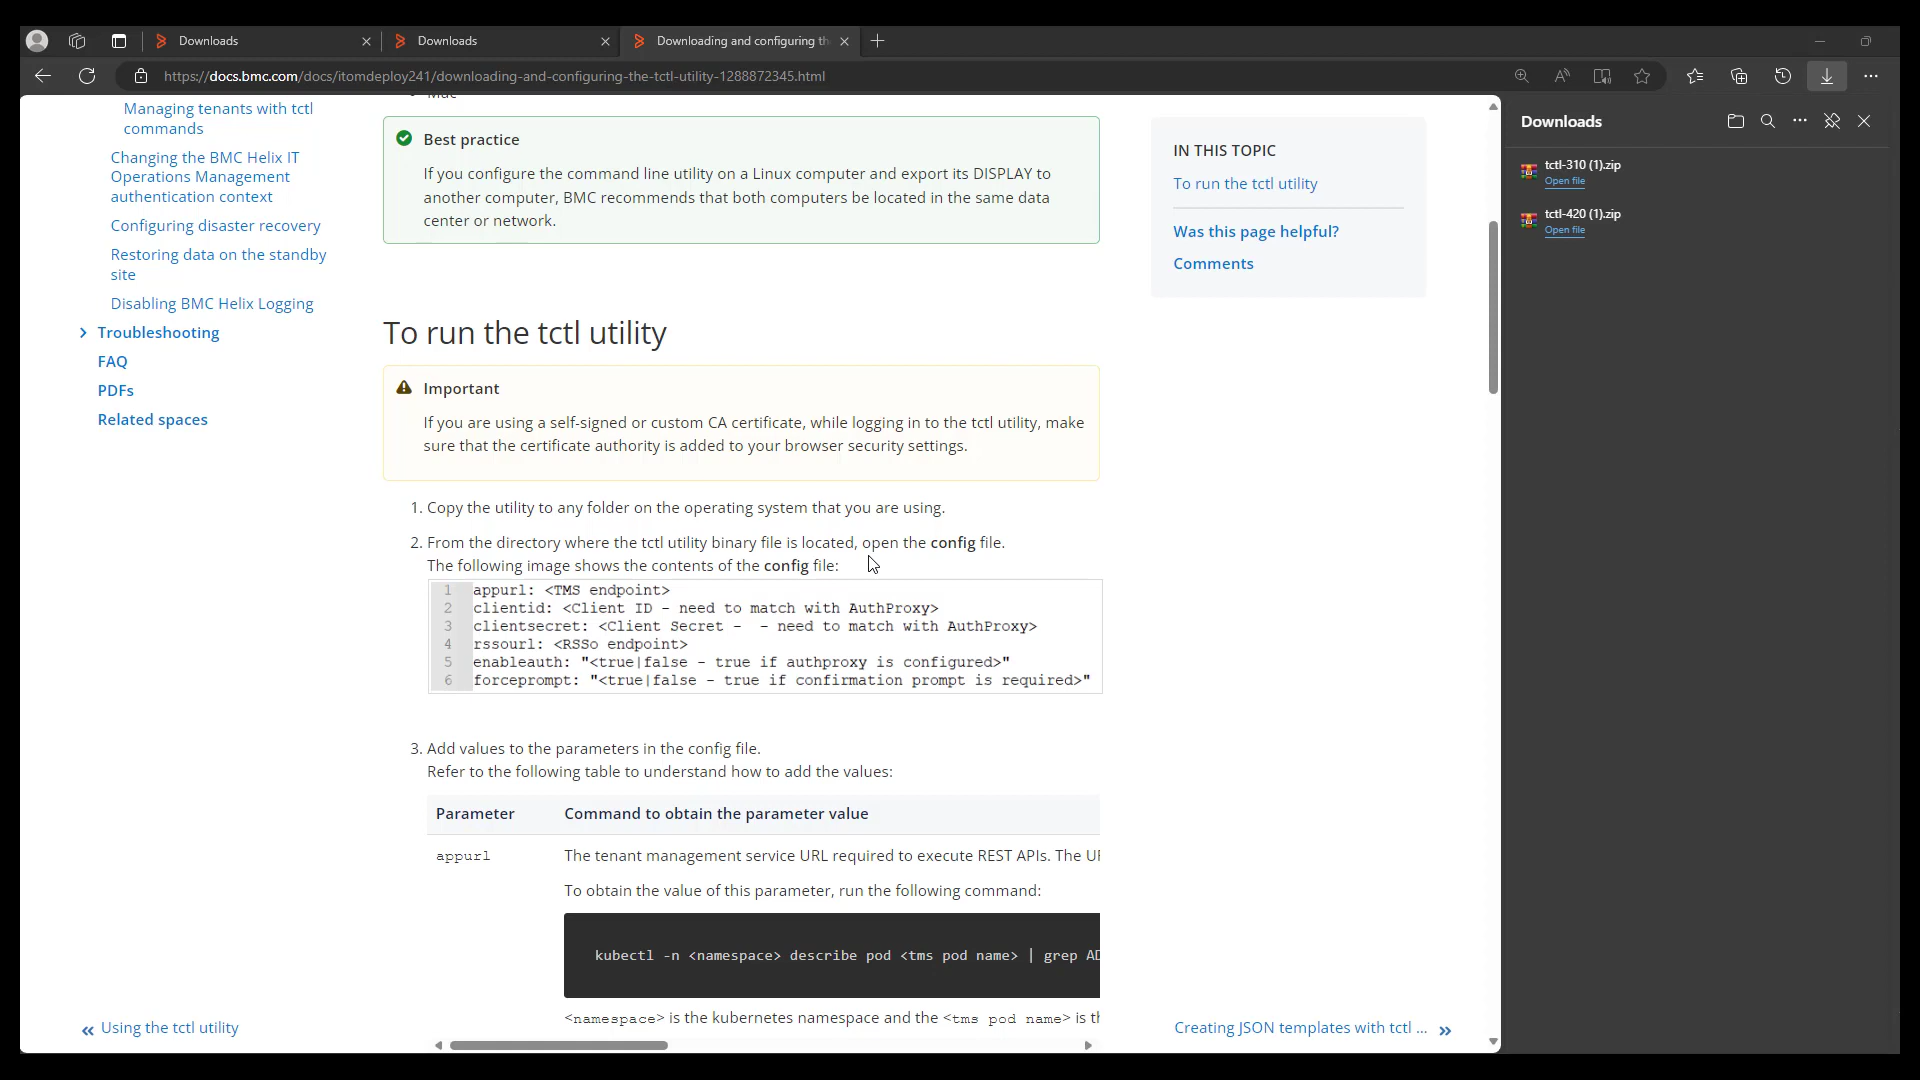 Downloads
Downloads
Downloading and configuring th
https://docs.bmc.com/docs/itomdeploy241/downloading-and-configuring-the-tctl-utility-1288872345.html
Managing tenants with tctl
commands
Changing the BMC Helix IT
Operations Management
authentication context
Configuring disaster recovery
Restoring data on the standby
site
Disabling BMC Helix Logging
Troubleshooting
FAQ
PDFs
Related spaces
Mac
Best practice
If you configure the command line utility on a Linux computer and export its DISPLAY to
another computer, BMC recommends that both computers be located in the same data
center or network.
To run the tctl utility
Important
If you are using a self-signed or custom CA certificate, while logging in to the tctl utility, make
sure that the certificate authority is added to your browser security settings.
1. Copy the utility to any folder on the operating system that you are using.
2. From the directory where the tctl utility binary file is located, open the config file.
The following image shows the contents of the config file:
1 appurl: <TMS endpoint>
2 clientid: <Client ID - need to match with AuthProxy>
3 clientsecret: <Client Secret -  - need to match with AuthProxy>
4 rssourl: <RSSo endpoint>
5 enableauth: "<true|false - true if authproxy is configured>"
6 forceprompt: "<true|false - true if confirmation prompt is required>"
3. Add values to the parameters in the config file.
Refer to the following table to understand how to add the values:
Parameter Command to obtain the parameter value
appurl The tenant management service URL required to execute REST APIs. The
To obtain the value of this parameter, run the following command:
kubectl -n <namespace> describe pod <tms pod name> | grep
<namespace> is the kubernetes namespace and the <tms pod name> is
IN THIS TOPIC
To run the tctl utility
Was this page helpful?
Comments
« Using the tctl utility
Creating JSON templates with tctl ... »
Downloads
tctl-310 (1).zip
Open file
tctl-420 (1).zip
Open file